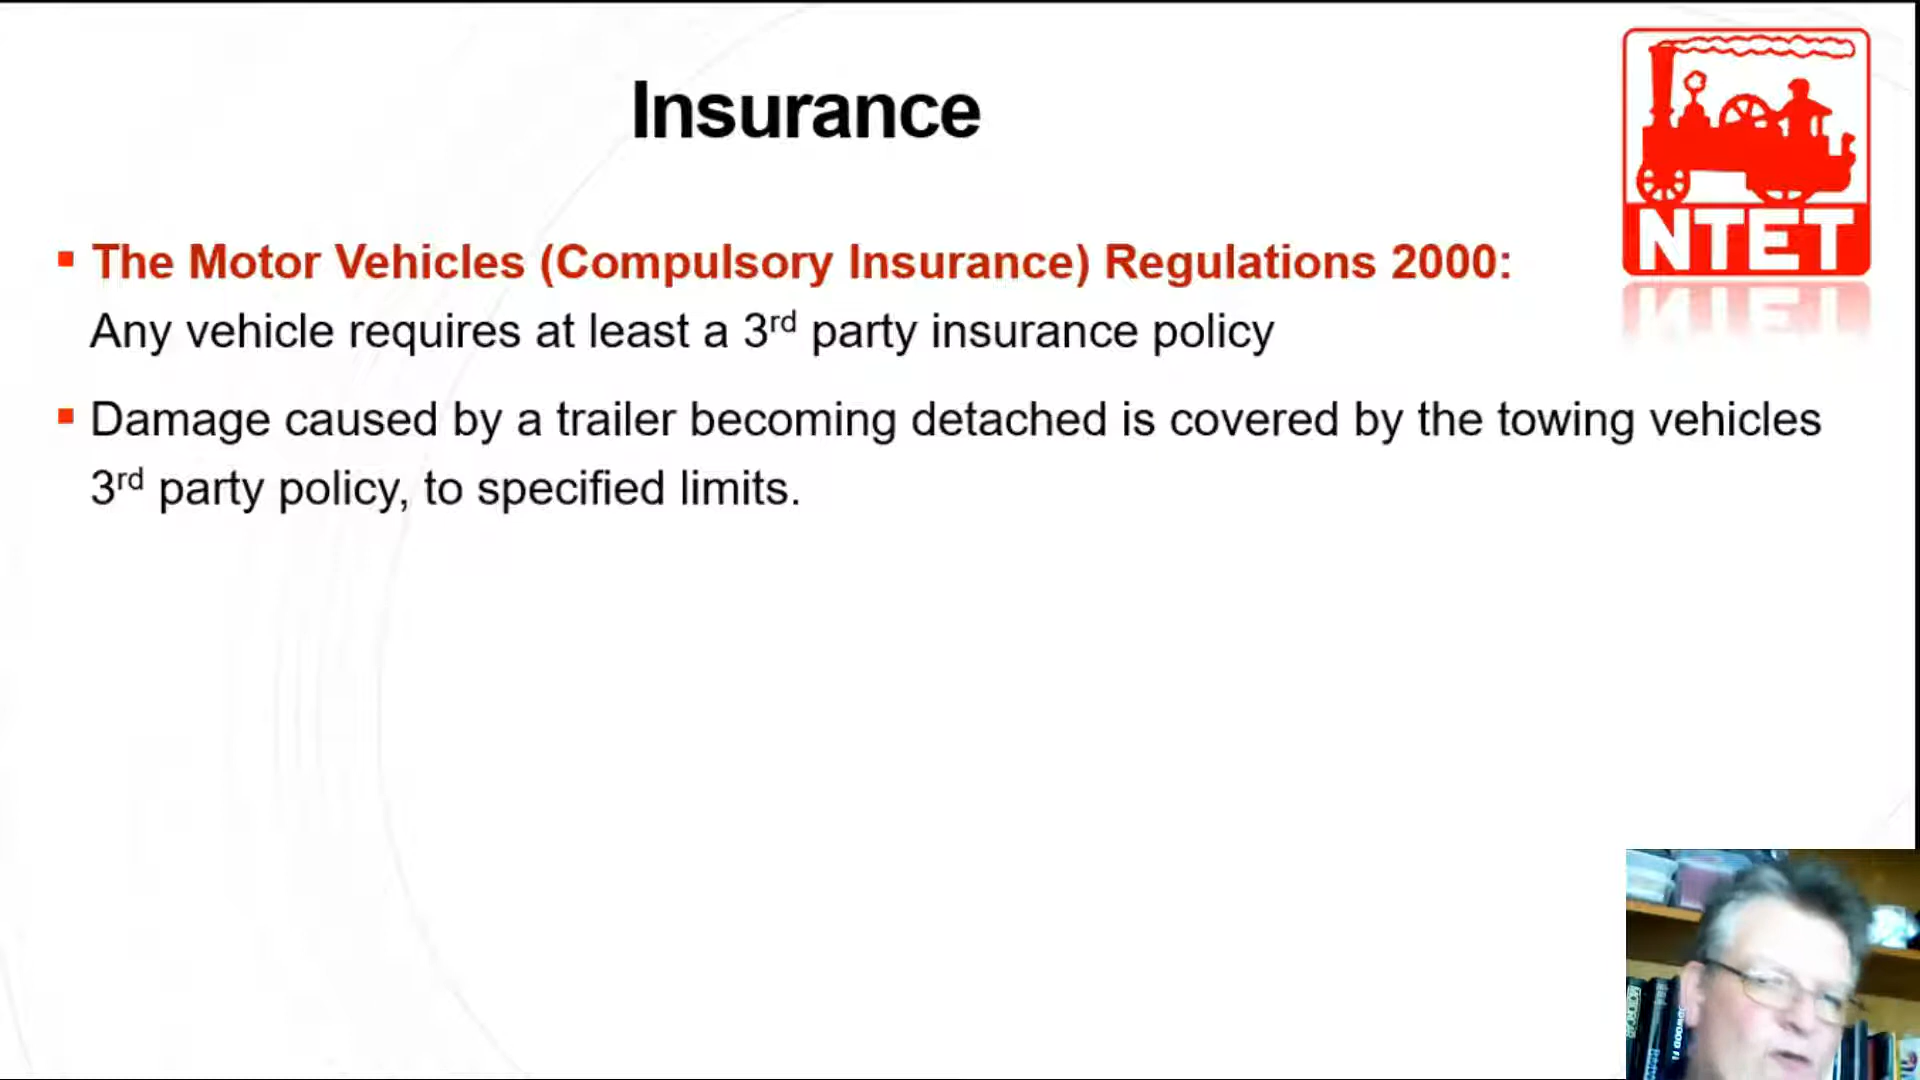 Insurance
NTET
The Motor Vehicles (Compulsory Insurance) Regulations 2000:
Any vehicle requires at least a 3rd party insurance policy
Damage caused by a trailer becoming detached is covered by the towing vehicles
3rd party policy, to specified limits.